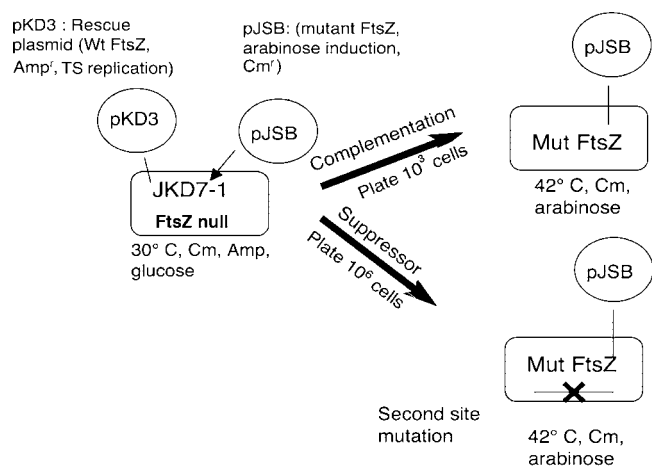 pKD3 : Rescue
plasmid (Wt FtsZ,
Ampʳ, TS replication)
pJSB: (mutant FtsZ,
arabinose induction,
Cmʳ)
pKD3
pJSB
JKD7-1
FtsZ null
30° C, Cm, Amp,
glucose
Complementation
Plate 10³ cells
Suppressor
Plate 10⁶ cells
pJSB
Mut FtsZ
42° C, Cm,
arabinose
pJSB
Mut FtsZ
Second site
mutation
42° C, Cm,
arabinose